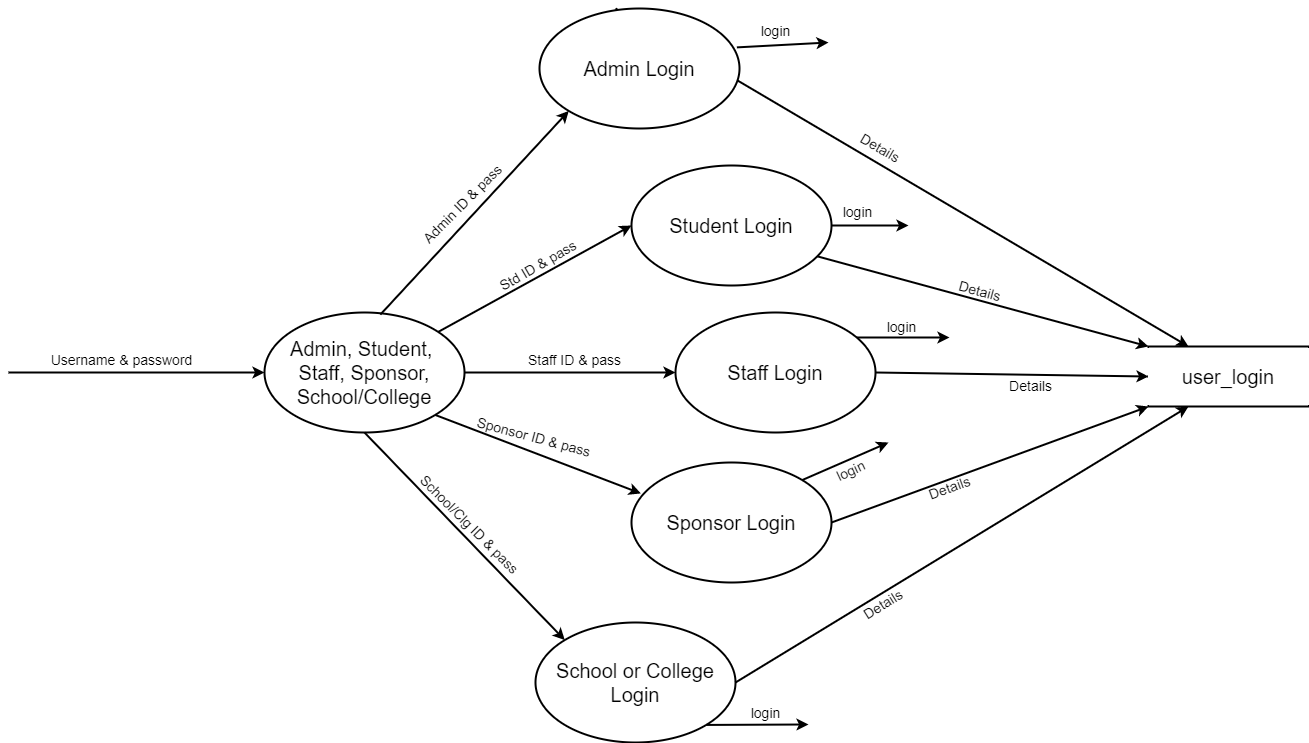 login
Admin Login
Details
Admin ID & pass
login
Student Login
Std ID & pass
Details
login
Username & password
Admin, Student,
Staff, Sponsor,
School/College
Staff ID & pass
Staff Login
Details
user_login
Sponsor ID & pass
login
Details
Sponsor Login
School/Clg ID & pass
Details
School or College
Login
login